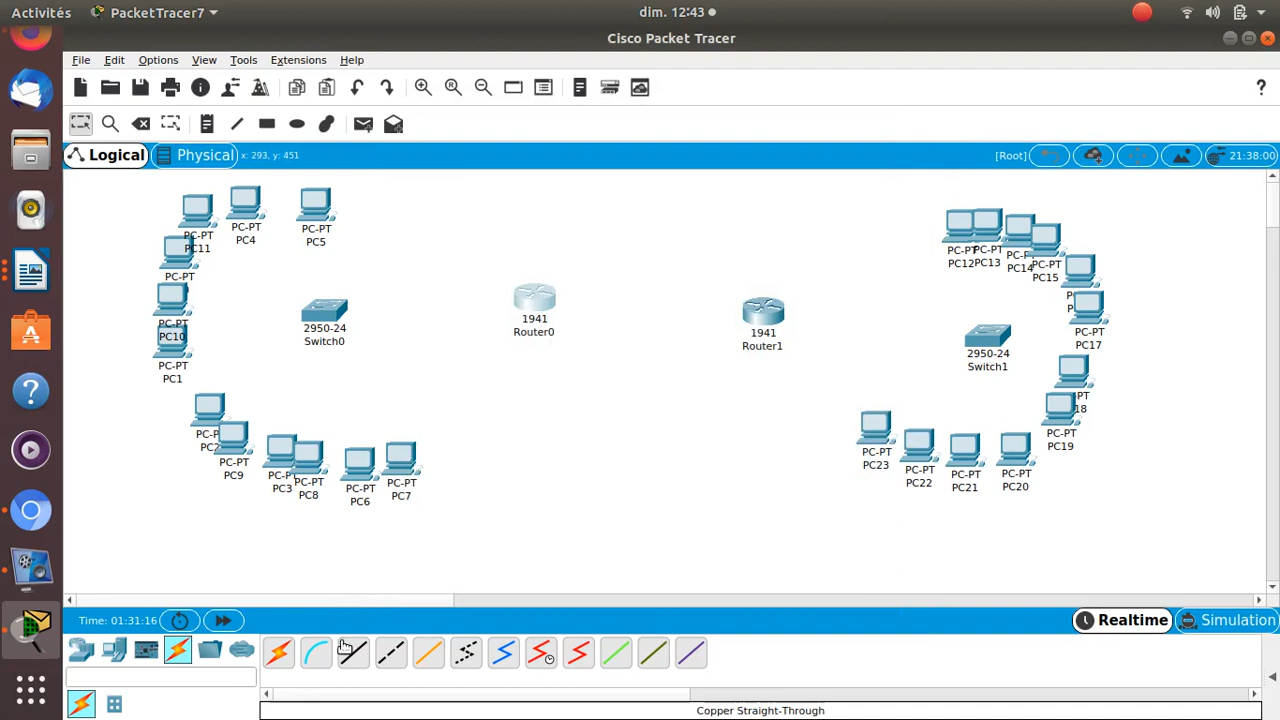 Activités PacketTracer7 dim. 12:43
Cisco Packet Tracer
File Edit View Tools Extensions Help
Logical Physical x: 293, y: 451 [Root] 21:38:00
PC-PT
PC11
PC-PT
PC4
PC-PT
PC5
PC-PT
PC-PT
PC10
PC-PT
PC1
PC-PT
PC9
PC3
PC-PT
PC8
PC-PT
PC6
PC-PT
PC7
2950-24
Switch0
1941
Router0
1941
Router1
2950-24
Switch1
PC12
PC-PT
PC13
PC14
PC-PT
PC15
PC-PT
PC17
PC-PT
PC19
PC-PT
PC20
PC-PT
PC21
PC-PT
PC22
PC-PT
PC23
Time: 01:31:16 Realtime Simulation
Copper Straight-Through